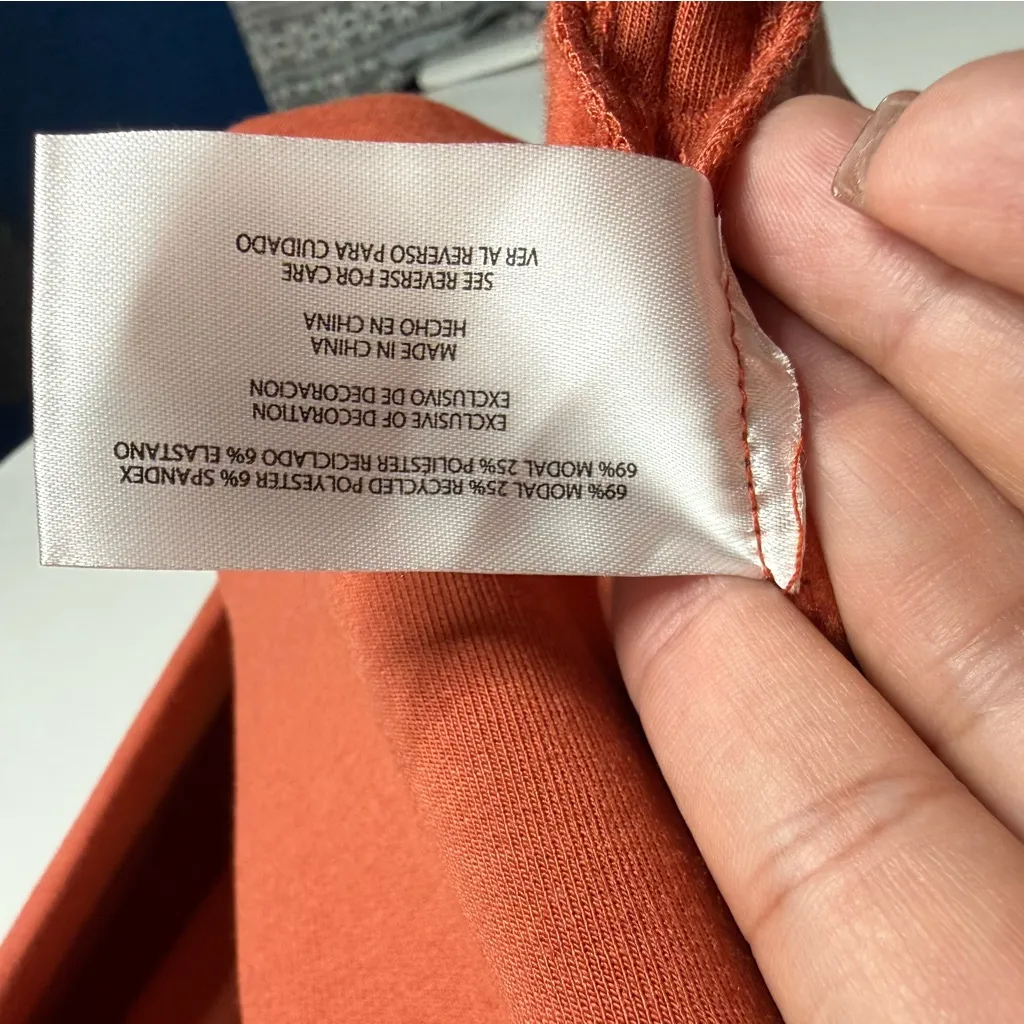 69% MODAL 25% RECYCLED POLYESTER 6% SPANDEX
69% MODAL 25% POLIESTER RECICLADO 6% ELASTANO
EXCLUSIVE OF DECORATION
EXCLUSIVO DE DECORACION
MADE IN CHINA
HECHO EN CHINA
SEE REVERSE FOR CARE
VER AL REVERSO PARA CUIDADO